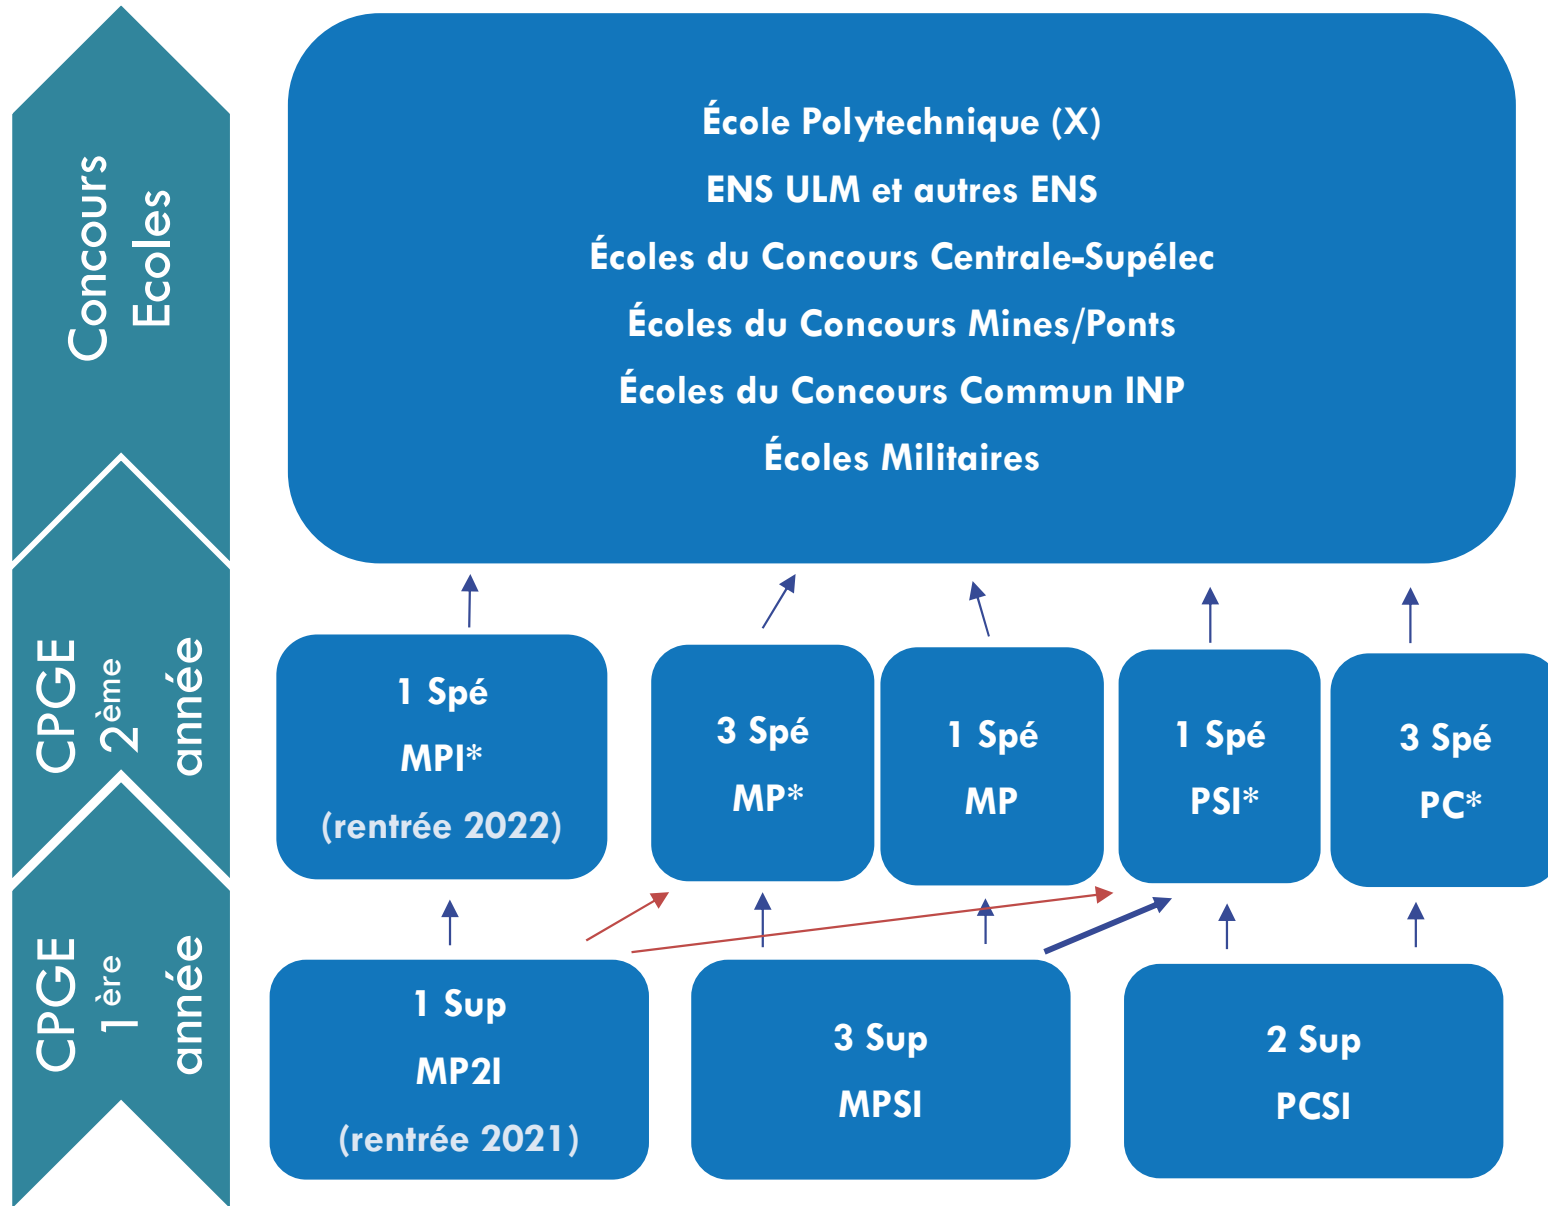 Concours
Ecoles
École Polytechnique (X)
ENS ULM et autres ENS
Écoles du Concours Centrale-Supélec
Écoles du Concours Mines/Ponts
Écoles du Concours Commun INP
Écoles Militaires
CPGE
2ème
année
1 Spé
MPI*
(rentrée 2022)
3 Spé
MP*
1 Spé
MP
1 Spé
PSI*
3 Spé
PC*
CPGE
1ère
année
1 Sup
MP2I
(rentrée 2021)
3 Sup
MPSI
2 Sup
PCSI